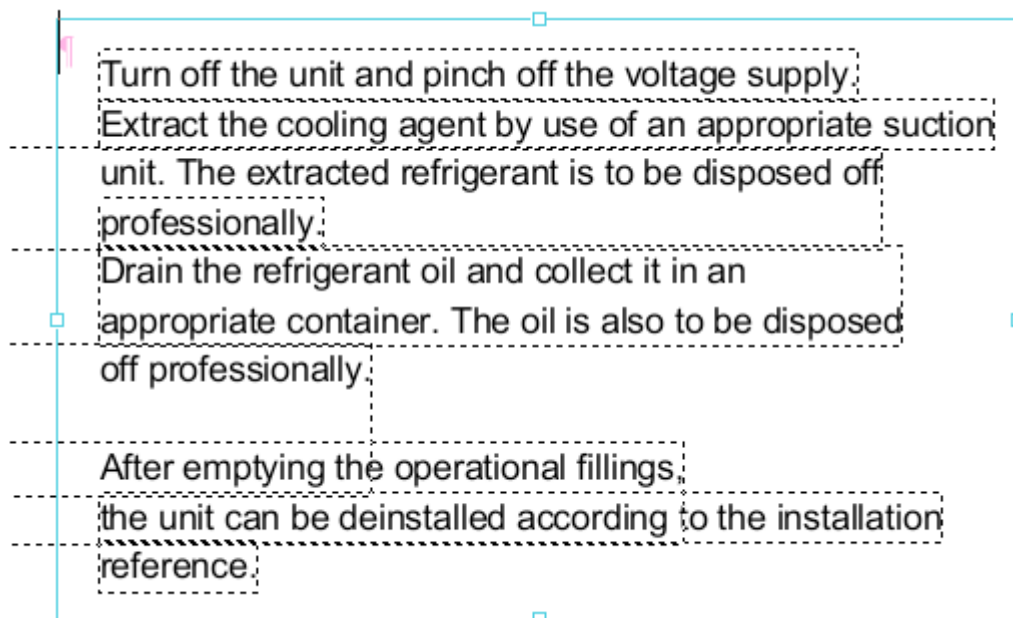 Turn off the unit and pinch off the voltage supply.
Extract the cooling agent by use of an appropriate suction
unit. The extracted refrigerant is to be disposed off
professionally.
Drain the refrigerant oil and collect it in an
appropriate container. The oil is also to be disposed
off professionally.
After emptying the operational fillings,
the unit can be deinstalled according to the installation
reference.